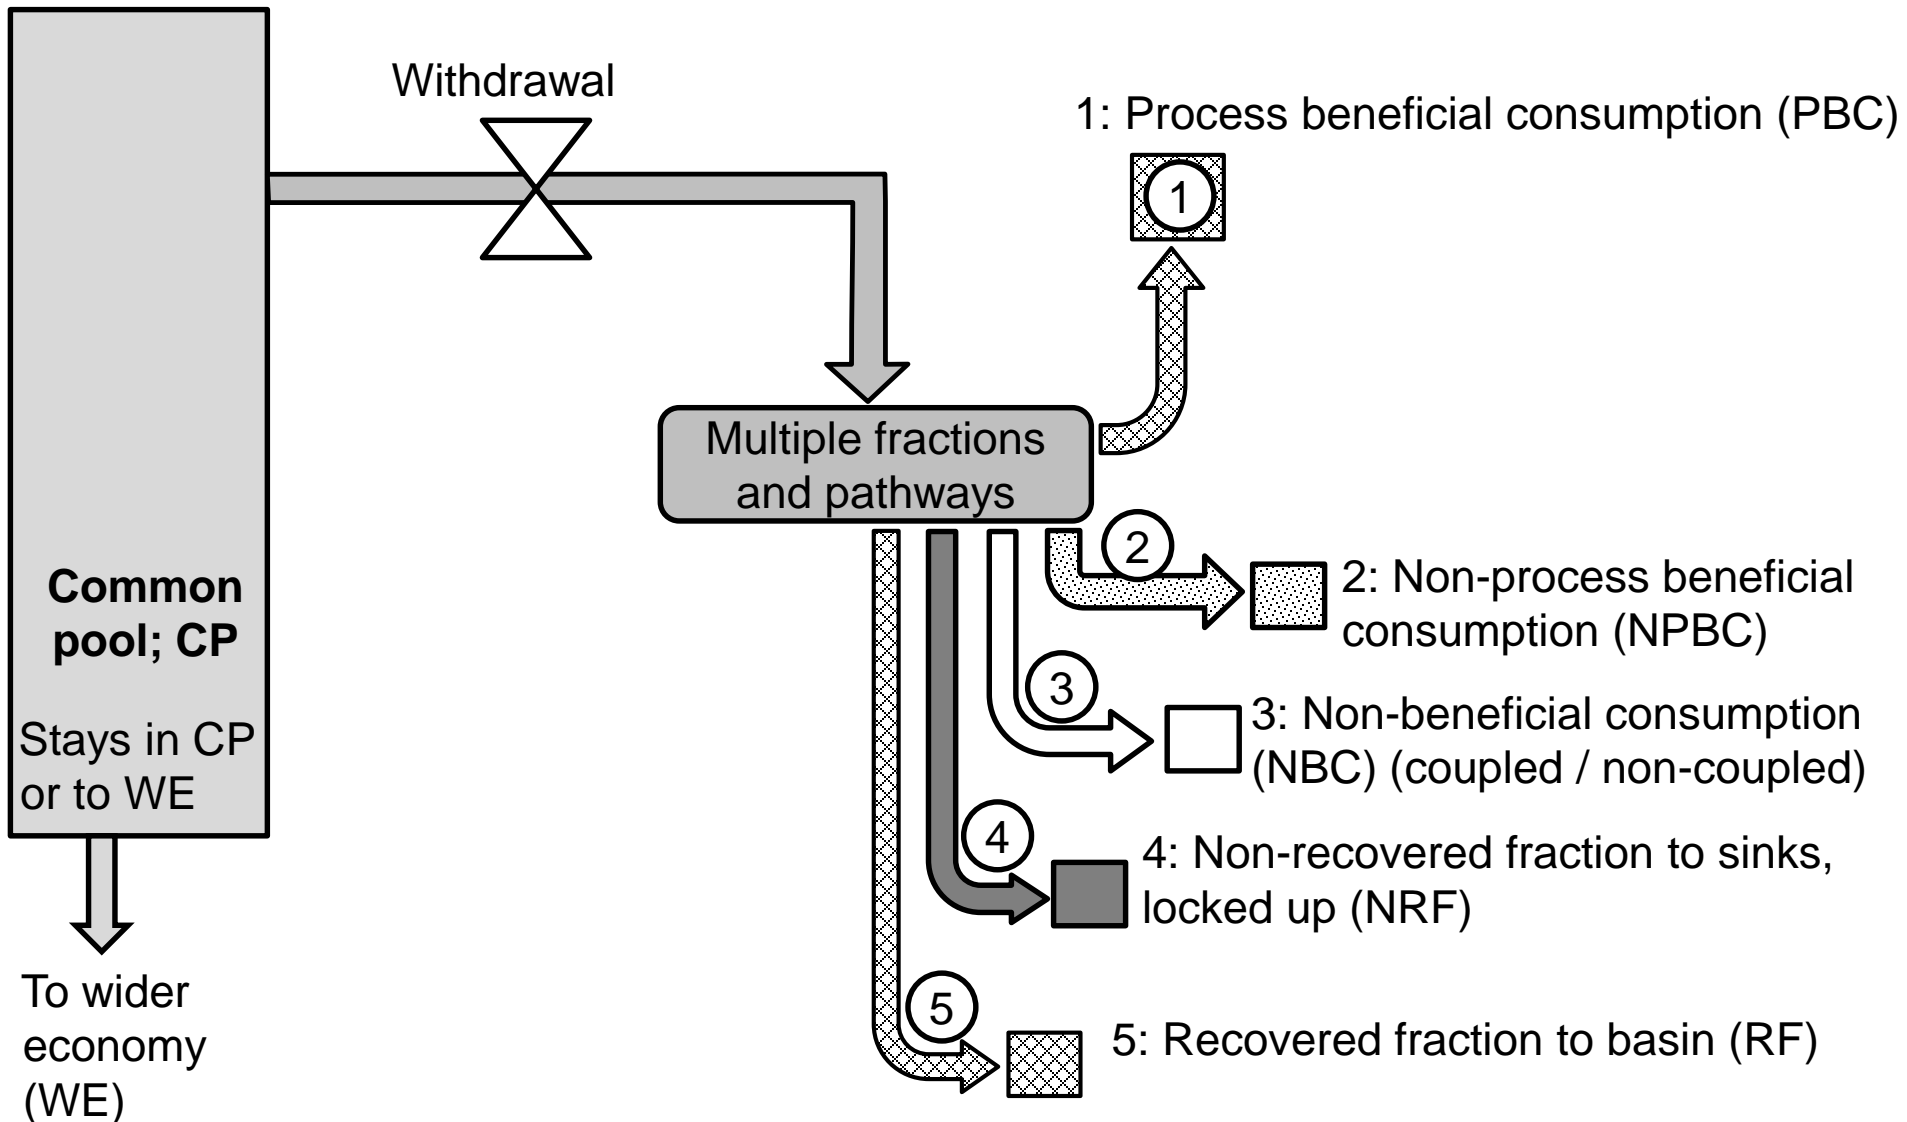 Withdrawal
1: Process beneficial consumption (PBC)
1
Multiple fractions
and pathways
2
2: Non-process beneficial
consumption (NPBC)
Common
pool; CP
3
3: Non-beneficial consumption
(NBC) (coupled / non-coupled)
Stays in CP
or to WE
4
4: Non-recovered fraction to sinks,
locked up (NRF)
5
5: Recovered fraction to basin (RF)
To wider
economy
(WE)